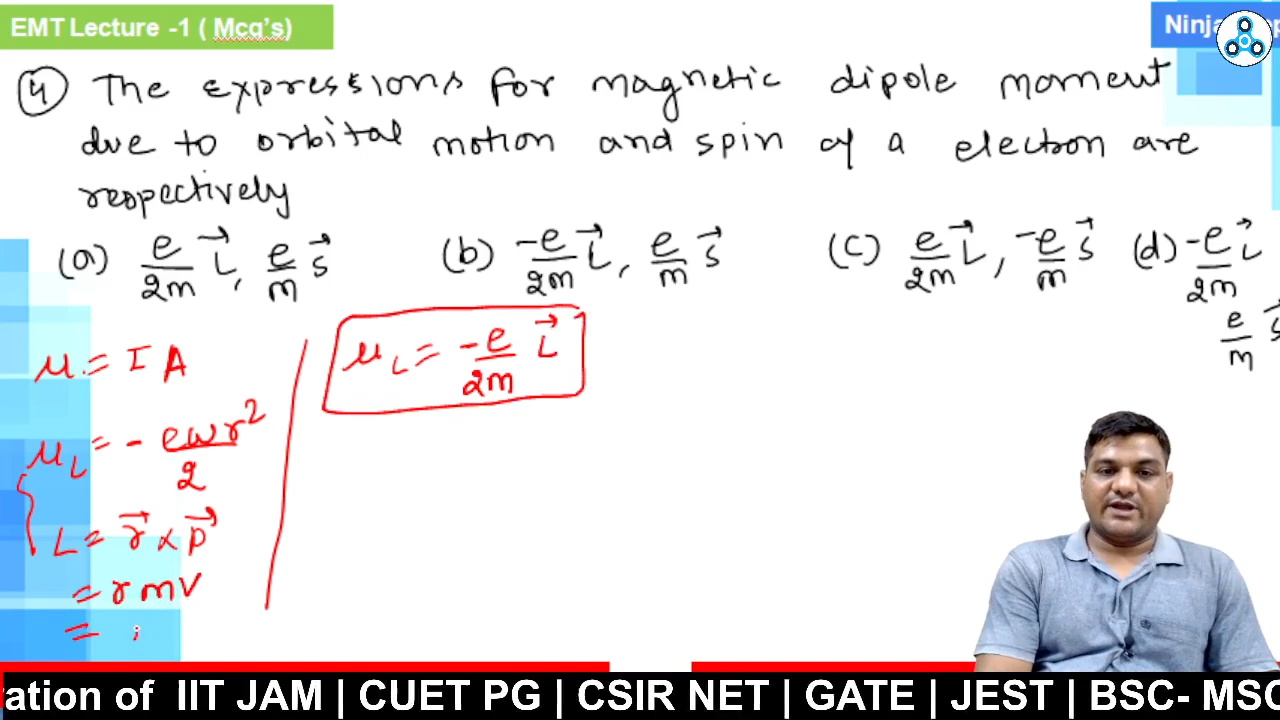 EMT Lecture -1 ( Mcq's)
Ninja
4 The expressions for magnetic dipole moment
due to orbital motion and spin of a electron are
respectively
(a) e/2m L⃗, e/m S⃗ (b) -e/2m L⃗, e/m S⃗ (c) e/2m L⃗, -e/m S⃗ (d) -e/2m L⃗
e/m S⃗
μ = I A
μL = -e/2m L⃗
μL = - eωr²/2
L = r⃗ × p⃗
= r m v
=
ration of IIT JAM | CUET PG | CSIR NET | GATE | JEST | BSC- MSC